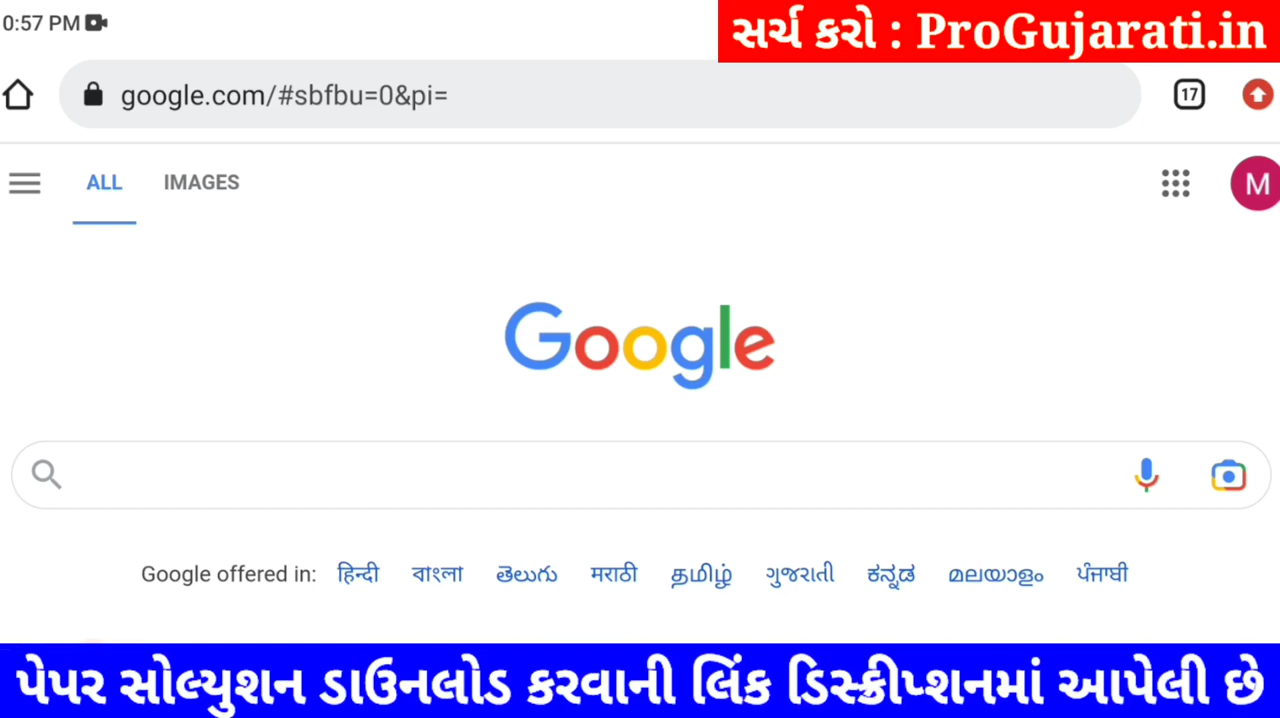 0:57 PM
સર્ચ કરો : ProGujarati.in
google.com/#sbfbu=0&pi=
17
ALL IMAGES
M
Google
Google offered in: हिन्दी বাংলা తెలుగు मराठी தமிழ் ગુજરાતી ಕನ್ನಡ മലയാളം ਪੰਜਾਬੀ
પેપર સોલ્યુશન ડાઉનલોડ કરવાની લિંક ડિસ્ક્રીપ્શનમાં આપેલી છે